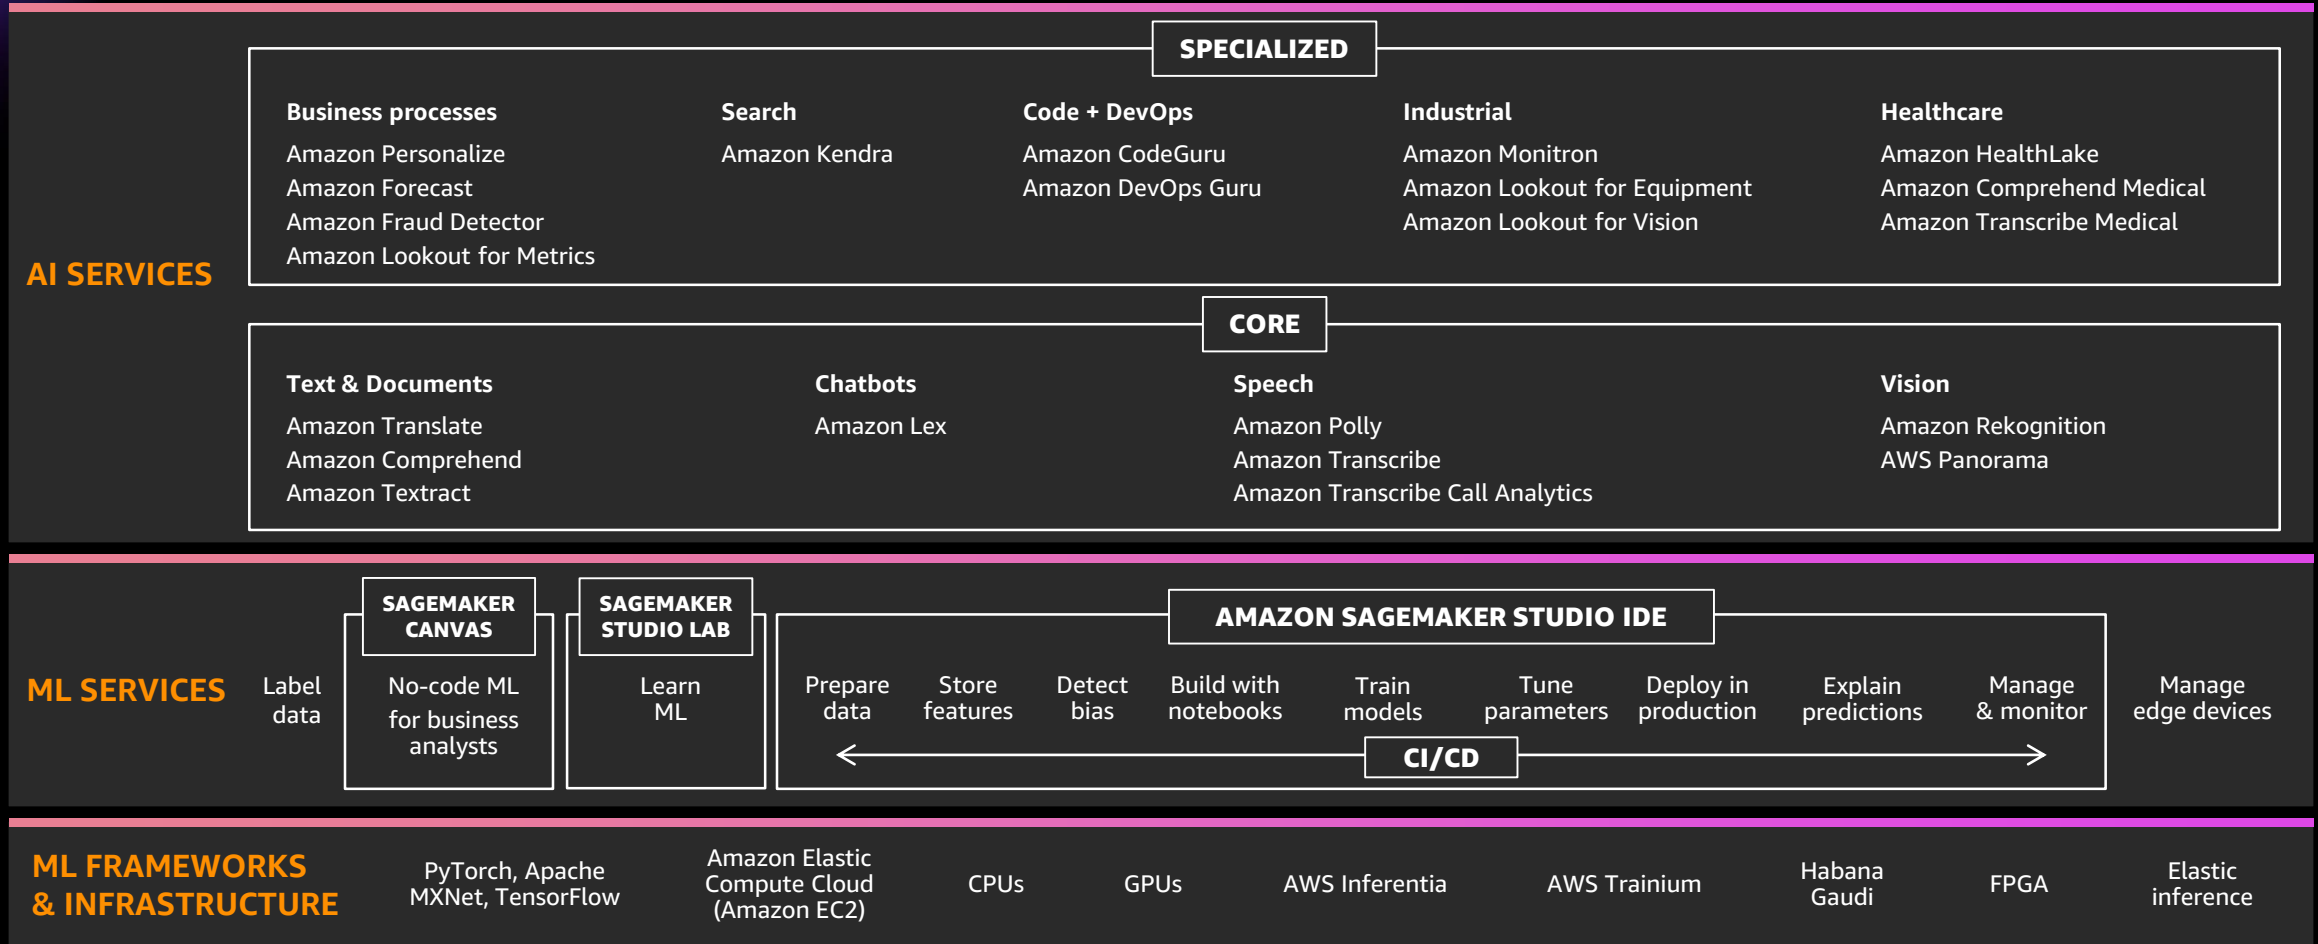 SPECIALIZED
Business processes
Amazon Personalize
Amazon Forecast
Amazon Fraud Detector
Amazon Lookout for Metrics
Search
Amazon Kendra
Code + DevOps
Amazon CodeGuru
Amazon DevOps Guru
Industrial
Amazon Monitron
Amazon Lookout for Equipment
Amazon Lookout for Vision
Healthcare
Amazon HealthLake
Amazon Comprehend Medical
Amazon Transcribe Medical
AI SERVICES
CORE
Text & Documents
Amazon Translate
Amazon Comprehend
Amazon Textract
Chatbots
Amazon Lex
Speech
Amazon Polly
Amazon Transcribe
Amazon Transcribe Call Analytics
Vision
Amazon Rekognition
AWS Panorama
ML SERVICES
Label
data
SAGEMAKER
CANVAS
No-code ML
for business
analysts
SAGEMAKER
STUDIO LAB
Learn
ML
AMAZON SAGEMAKER STUDIO IDE
Prepare
data
Store
features
Detect
bias
Build with
notebooks
Train
models
Tune
parameters
Deploy in
production
Explain
predictions
Manage
& monitor
CI/CD
Manage
edge devices
ML FRAMEWORKS
& INFRASTRUCTURE
PyTorch, Apache
MXNet, TensorFlow
Amazon Elastic
Compute Cloud
(Amazon EC2)
CPUs
GPUs
AWS Inferentia
AWS Trainium
Habana
Gaudi
FPGA
Elastic
inference